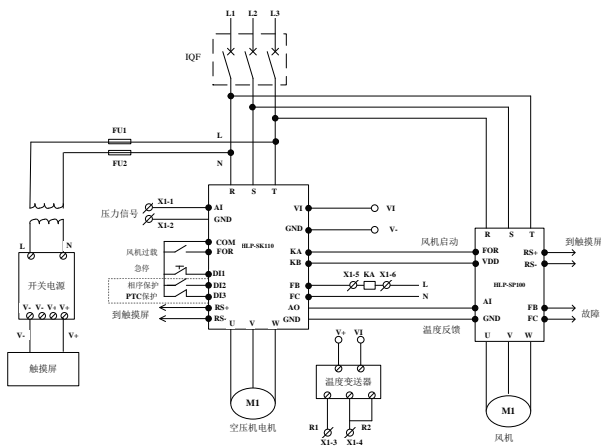 L1 L2 L3
IQF
FU1 L
FU2 N
R S T
X1-1 AI VI VI
压力信号
X1-2 GND GND V-
HLP-SK110
COM
风机过载 FOR KA 风机启动 FOR
KB VDD
急停 DI1
相序保护 DI2 FB X1-5 KA X1-6 L
PTC保护 DI3 FC N
到触摸屏 RS+ AO AI
RS- GND 温度反馈 GND
U V W
M1
空压机电机
R S T
RS+ 到触摸屏
RS-
HLP-SP100
FB 故障
FC
U V W
M1
风机
L N
开关电源
V- V- V+ V+
V- V+
触摸屏
V+ VI
温度变送器
R1 R2
X1-3 X1-4